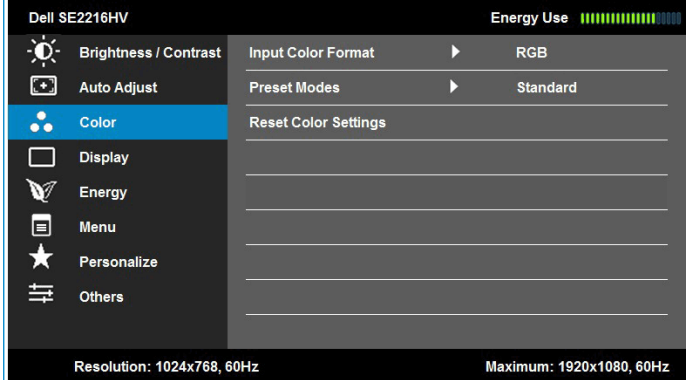 Dell SE2216HV Energy Use
Brightness / Contrast Input Color Format RGB
Auto Adjust Preset Modes Standard
Color Reset Color Settings
Display
Energy
Menu
Personalize
Others
Resolution: 1024x768, 60Hz Maximum: 1920x1080, 60Hz